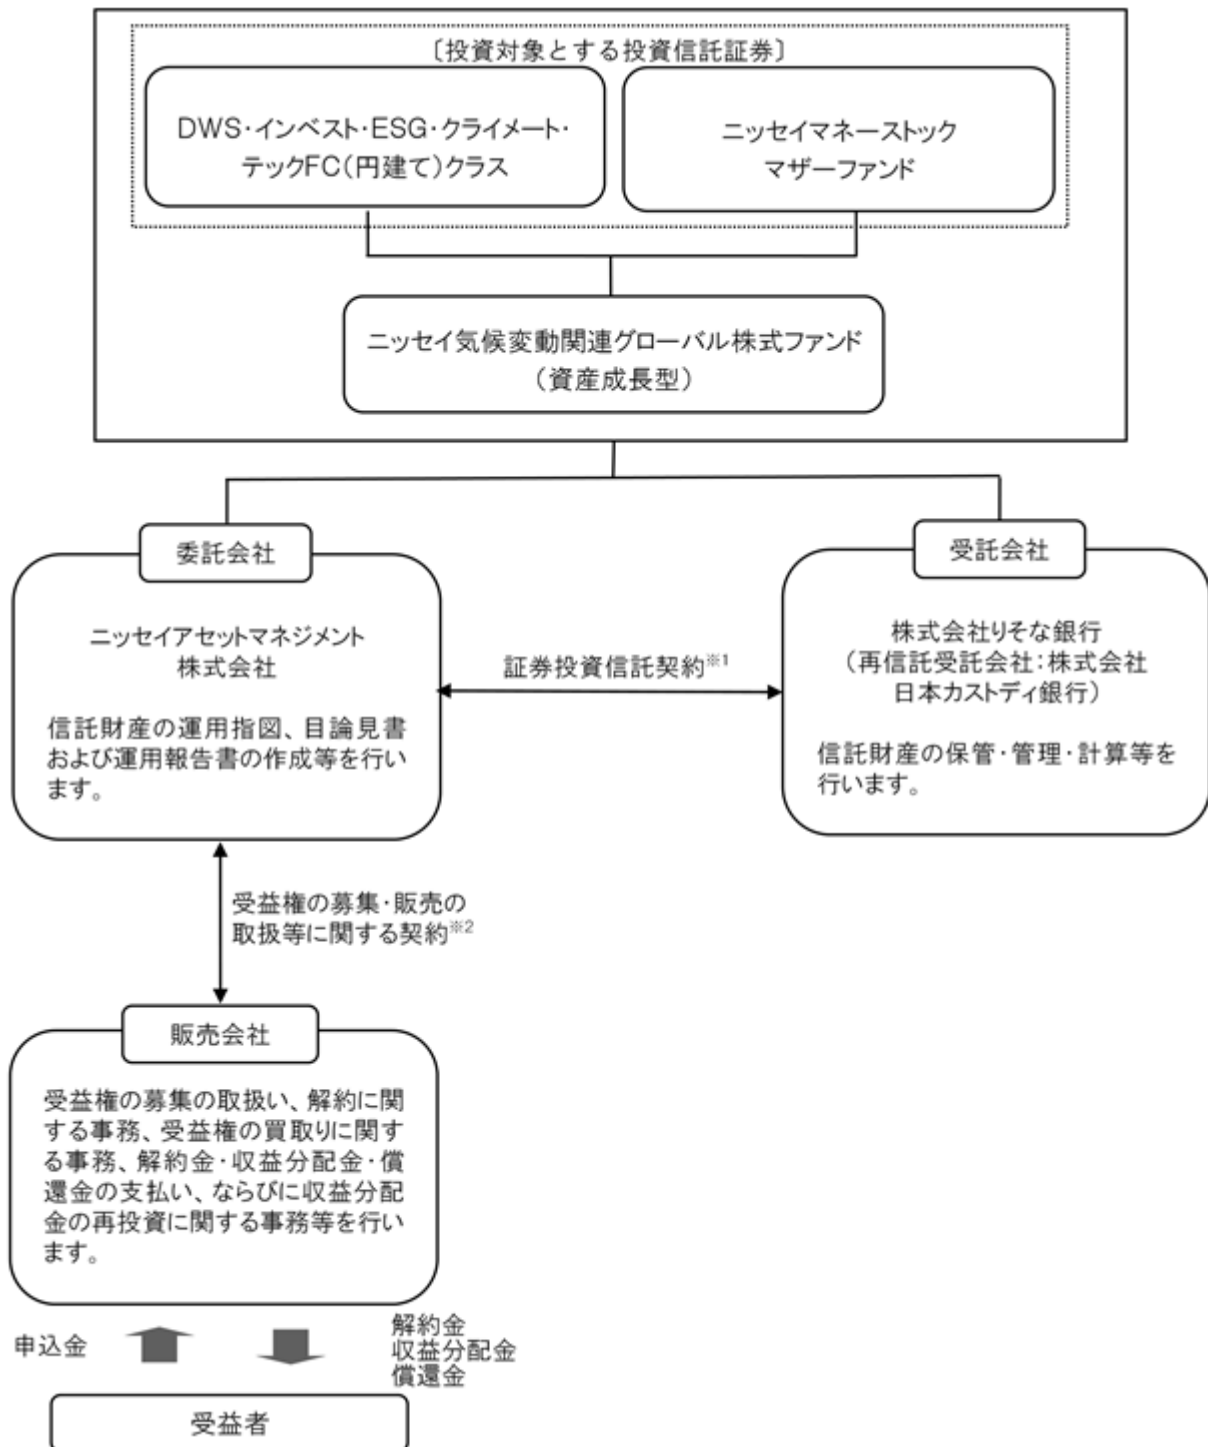 〔投資対象とする投資信託証券〕
DWS・インベスト・ESG・クライメート・
テックFC(円建て)クラス
ニッセイマネーストック
マザーファンド
ニッセイ気候変動関連グローバル株式ファンド
(資産成長型)
委託会社
ニッセイアセットマネジメント
株式会社
信託財産の運用指図、目論見書
および運用報告書の作成等を行い
ます。
証券投資信託契約※1
受託会社
株式会社りそな銀行
(再信託受託会社:株式会社
日本カストディ銀行)
信託財産の保管・管理・計算等を
行います。
受益権の募集・販売の
取扱等に関する契約※2
販売会社
受益権の募集の取扱い、解約に関
する事務、受益権の買取りに関す
る事務、解約金・収益分配金・償
還金の支払い、ならびに収益分配
金の再投資に関する事務等を行い
ます。
申込金
解約金
収益分配金
償還金
受益者